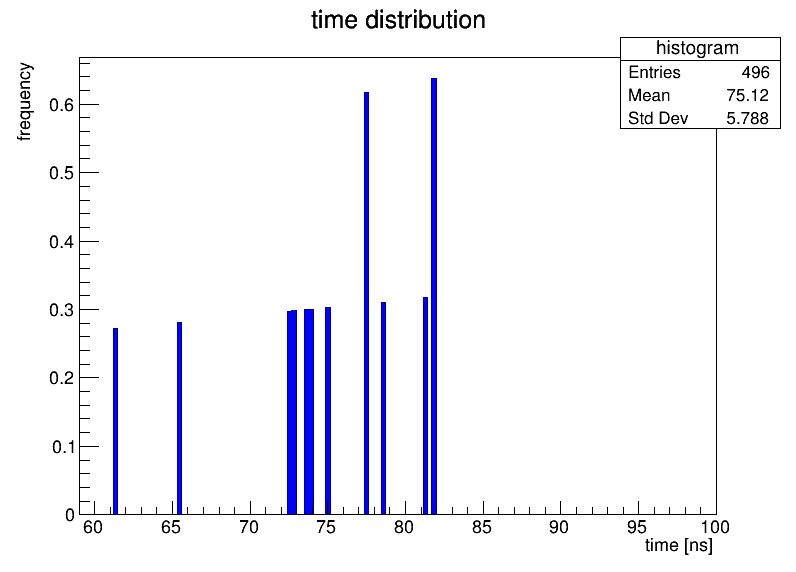 time distribution
histogram
Entries 496
Mean 75.12
Std Dev 5.788
frequency
0.6
0.5
0.4
0.3
0.2
0.1
0
60 65 70 75 80 85 90 95 100
time [ns]